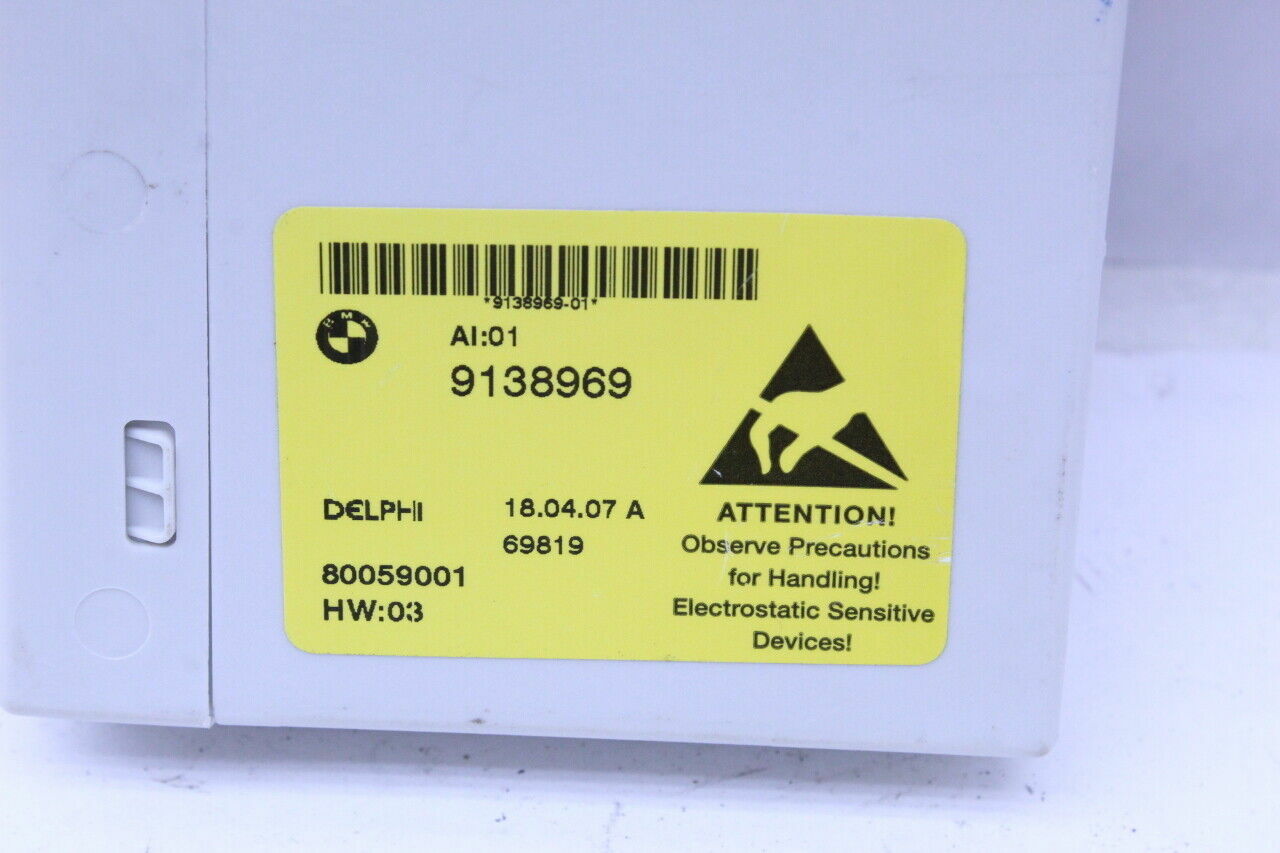 *9138969-01*
BMW
AI:01
9138969
DELPHI
18.04.07 A
69819
80059001
HW:03
ATTENTION!
Observe Precautions
for Handling!
Electrostatic Sensitive
Devices!